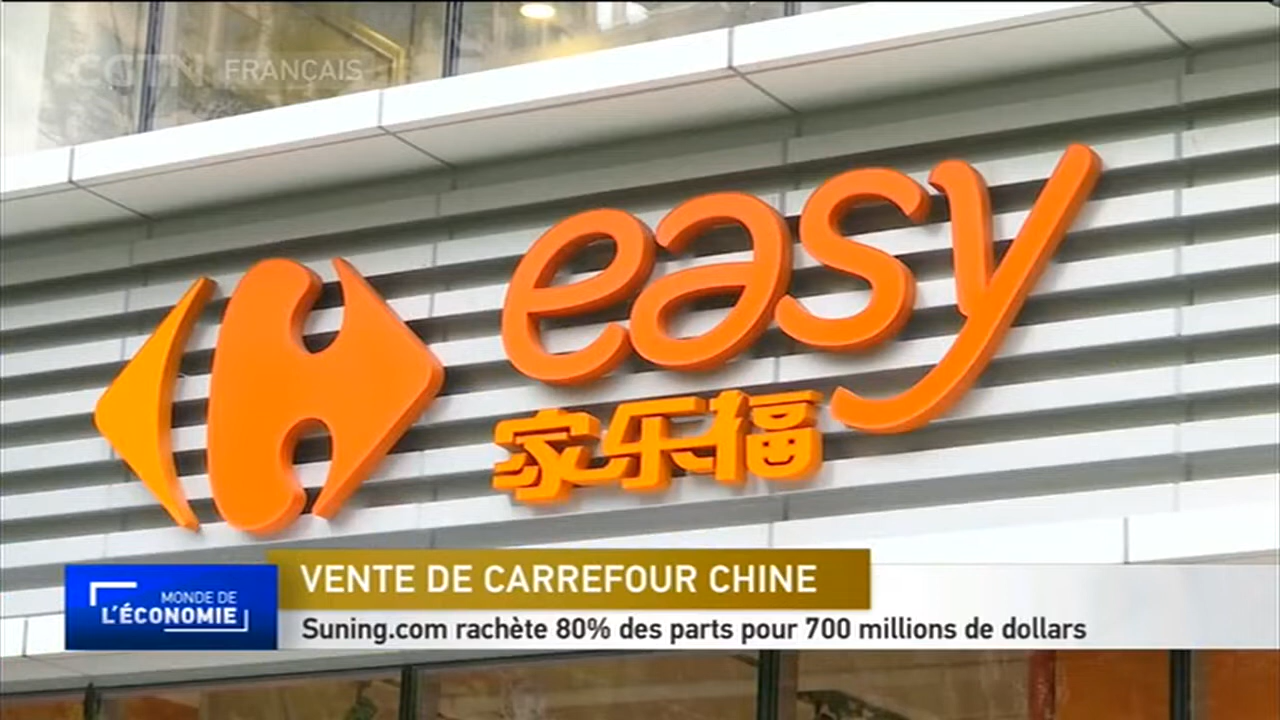 CGTN FRANÇAIS
easy
家乐福
VENTE DE CARREFOUR CHINE
MONDE DE
L'ÉCONOMIE
Suning.com rachète 80% des parts pour 700 millions de dollars